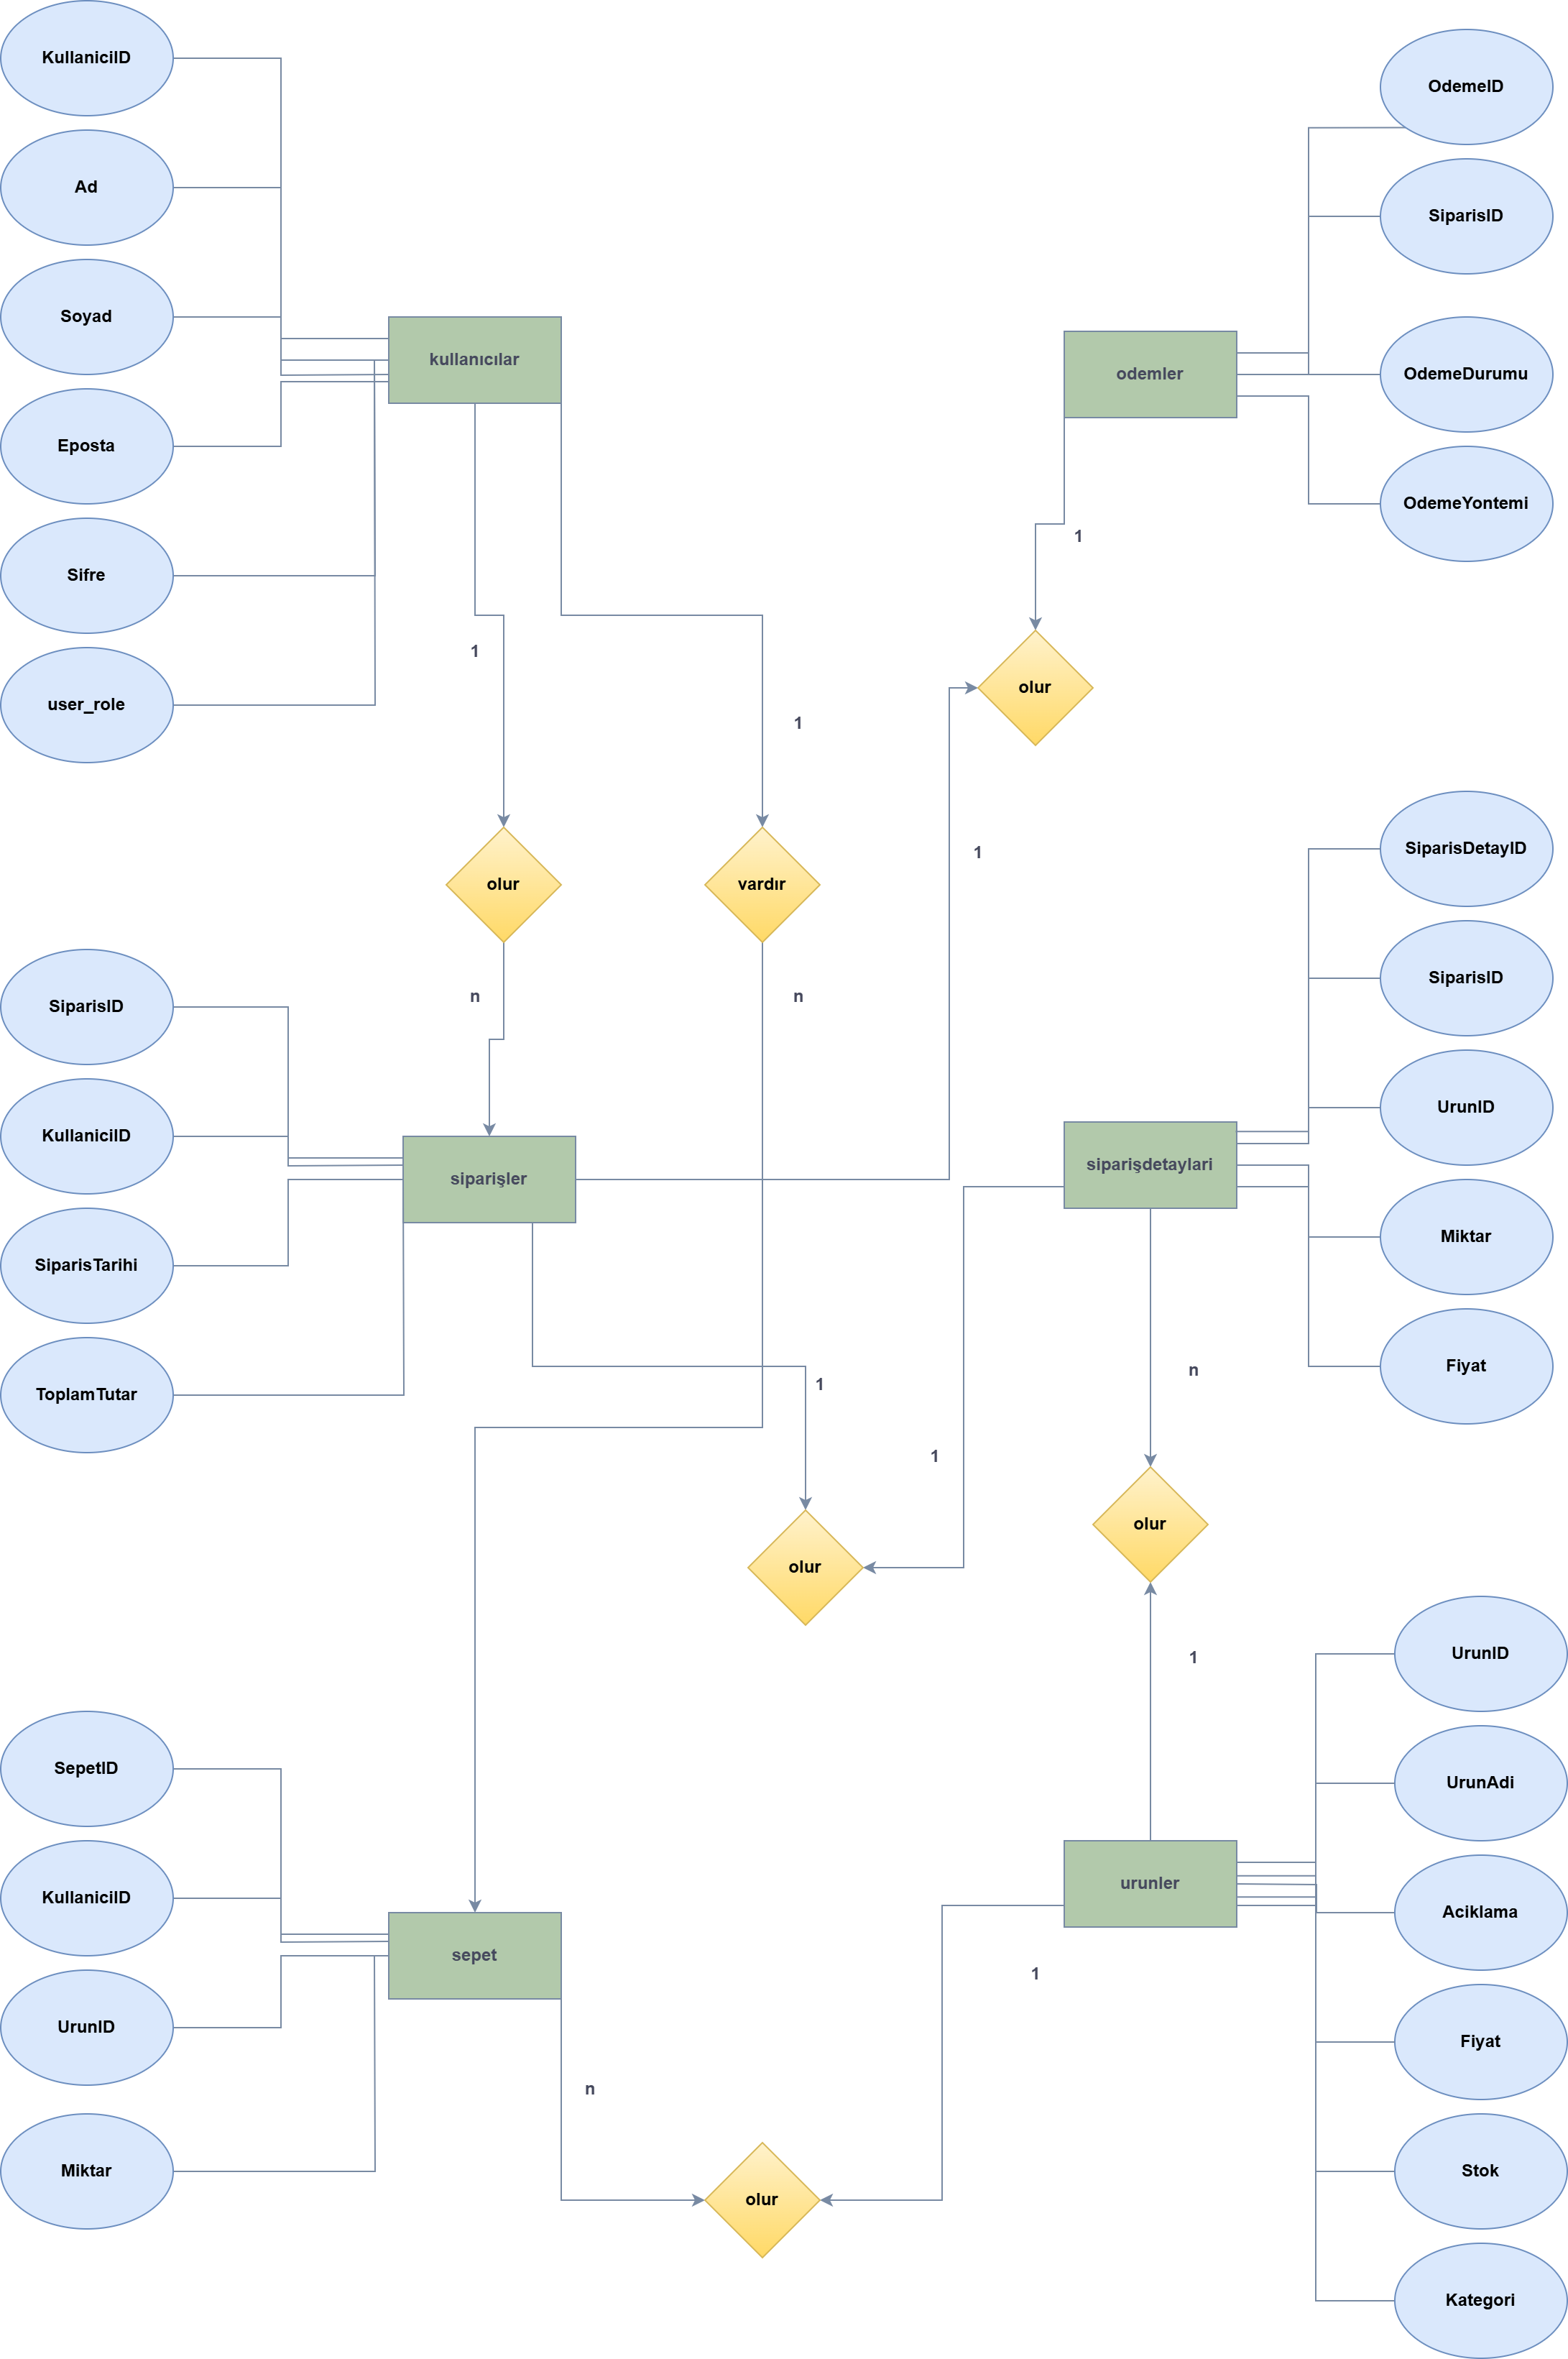 KullaniciID
Ad
Soyad
Eposta
Sifre
user_role
kullanıcılar
OdemeID
SiparisID
OdemeDurumu
OdemeYontemi
odemler
1
olur
1
1
1
olur
vardır
n
n
SiparisID
KullaniciID
SiparisTarihi
ToplamTutar
siparişler
SiparisDetayID
SiparisID
UrunID
Miktar
Fiyat
siparişdetaylari
1
1
n
olur
olur
1
SepetID
KullaniciID
UrunID
Miktar
sepet
UrunID
UrunAdi
Aciklama
Fiyat
Stok
Kategori
urunler
1
n
olur